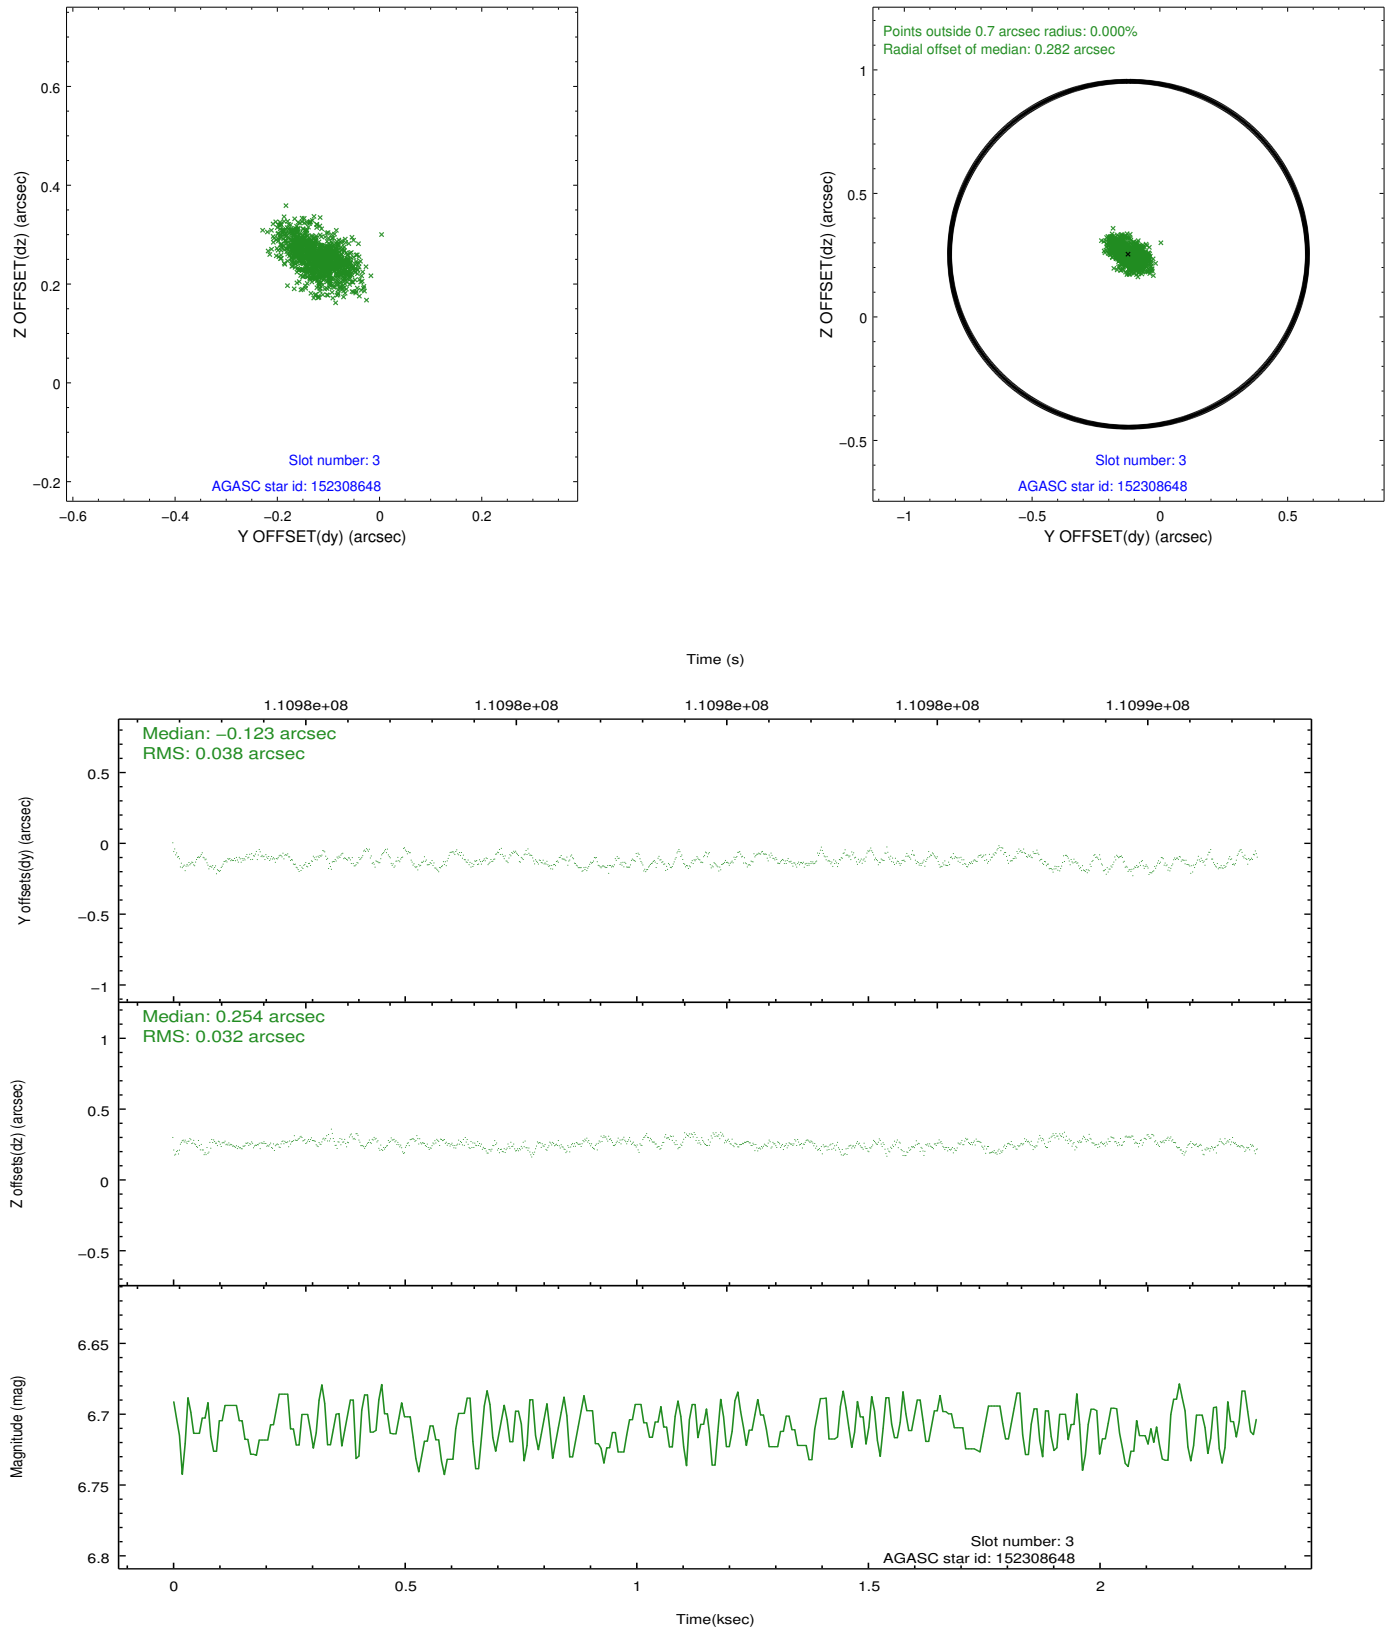 0.6
0.4
0.2
0
−0.2
Z OFFSET(dz) (arcsec)
Slot number: 3
AGASC star id: 152308648
−0.6 −0.4 −0.2 0 0.2
Y OFFSET(dy) (arcsec)
Points outside 0.7 arcsec radius: 0.000%
Radial offset of median: 0.282 arcsec
1
0.5
0
−0.5
Z OFFSET(dz) (arcsec)
Slot number: 3
AGASC star id: 152308648
−1 −0.5 0 0.5
Y OFFSET(dy) (arcsec)
Time (s)
1.1098e+08 1.1098e+08 1.1098e+08 1.1098e+08 1.1099e+08
Median: −0.123 arcsec
RMS: 0.038 arcsec
0.5
0
−0.5
−1
Y offsets(dy) (arcsec)
Median: 0.254 arcsec
RMS: 0.032 arcsec
1
0.5
0
−0.5
Z offsets(dz) (arcsec)
6.65
6.7
6.75
6.8
Magnitude (mag)
Slot number: 3
AGASC star id: 152308648
0 0.5 1 1.5 2
Time(ksec)